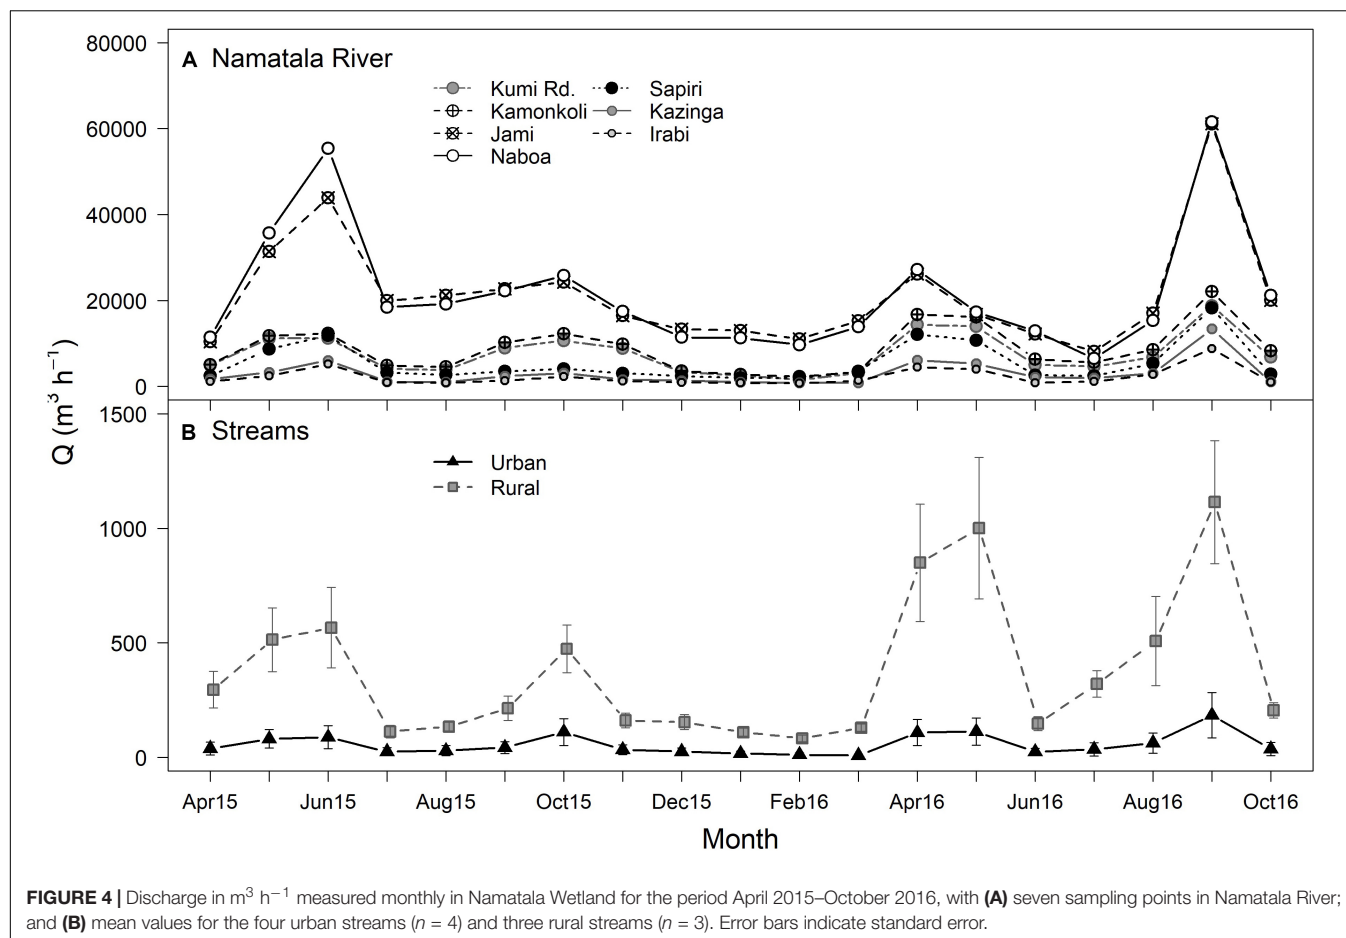 A Namatala River
Kumi Rd. Sapiri
Kamonkoli Kazinga
Jami Irabi
Naboa
80000
60000
40000
20000
0
Q (m³ h⁻¹)
B Streams
Urban
Rural
1500
1000
500
0
Apr15 Jun15 Aug15 Oct15 Dec15 Feb16 Apr16 Jun16 Aug16 Oct16
Month
FIGURE 4 | Discharge in m³ h⁻¹ measured monthly in Namatala Wetland for the period April 2015–October 2016, with (A) seven sampling points in Namatala River;
and (B) mean values for the four urban streams (n = 4) and three rural streams (n = 3). Error bars indicate standard error.